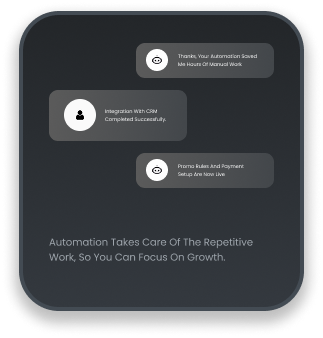 Thanks, Your Automation Saved
Me Hours Of Manual Work
Integration With CRM
Completed Successfully.
Promo Rules And Payment
Setup Are Now Live
Automation Takes Care Of The Repetitive
Work, So You Can Focus On Growth.